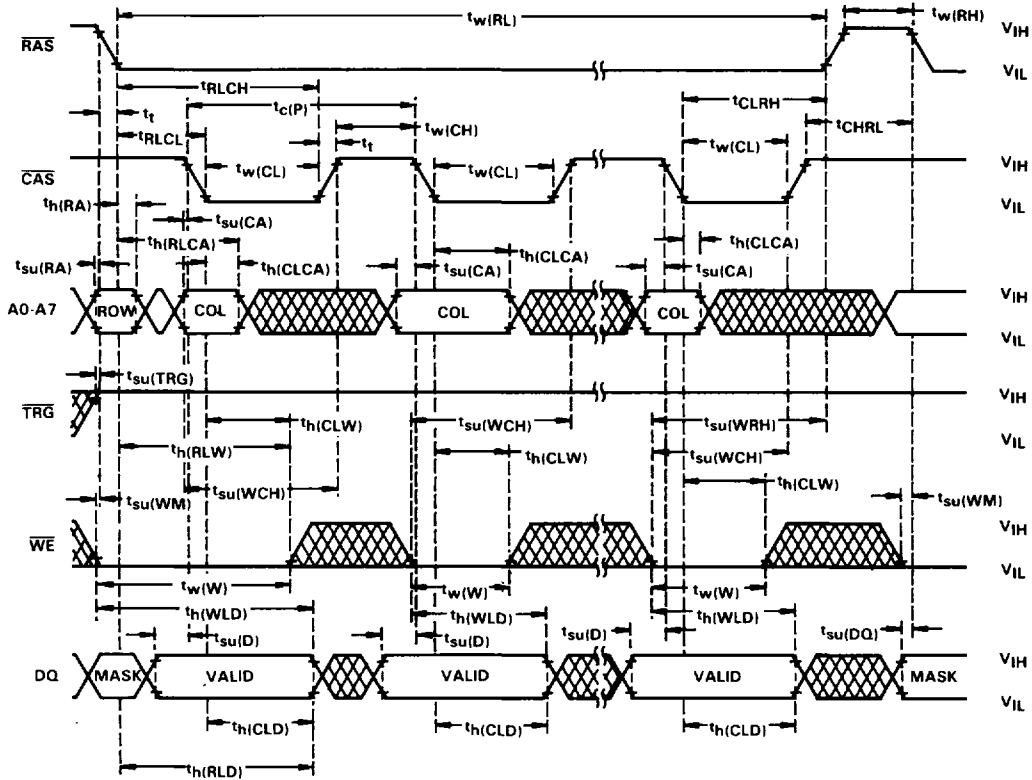 tw(RL)
tw(RH)
RAS
VIH
VIL
tRLCH
tc(P)
tCLRH
tt
tw(CH)
tCHRL
tRLCL
tt
tw(CL)
tw(CL)
tw(CL)
CAS
VIH
VIL
th(RA)
tsu(CA)
th(RLCA)
th(CLCA)
th(CLCA)
th(CLCA)
tsu(RA)
tsu(CA)
tsu(CA)
A0-A7
ROW
COL
COL
COL
VIH
VIL
tsu(TRG)
TRG
VIH
VIL
th(CLW)
tsu(WCH)
tsu(WRH)
th(RLW)
th(CLW)
tsu(WCH)
tsu(WCH)
th(CLW)
tsu(WM)
tsu(WM)
WE
VIH
VIL
tw(W)
tw(W)
tw(W)
th(WLD)
th(WLD)
th(WLD)
tsu(D)
tsu(D)
tsu(D)
tsu(DQ)
DQ
MASK
VALID
VALID
VALID
MASK
VIH
VIL
th(CLD)
th(CLD)
th(CLD)
th(RLD)